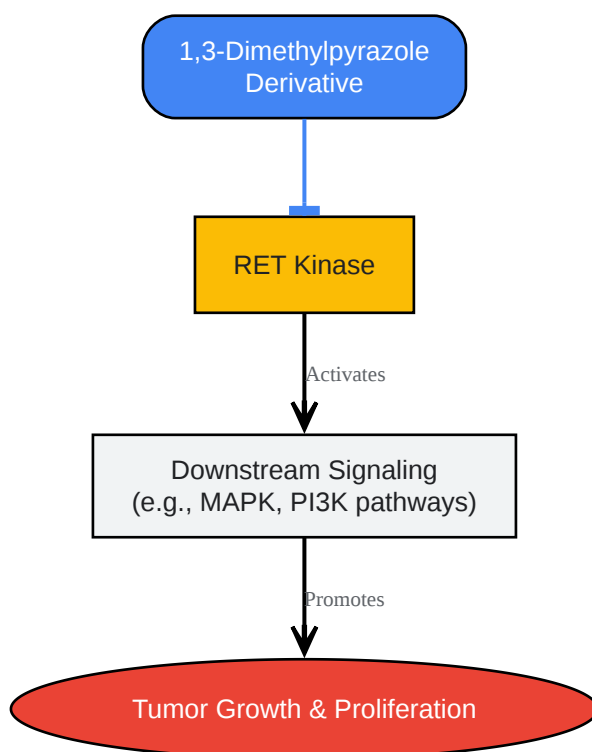 1,3-Dimethylpyrazole
Derivative
RET Kinase
Activates
Downstream Signaling
(e.g., MAPK, PI3K pathways)
Promotes
Tumor Growth & Proliferation